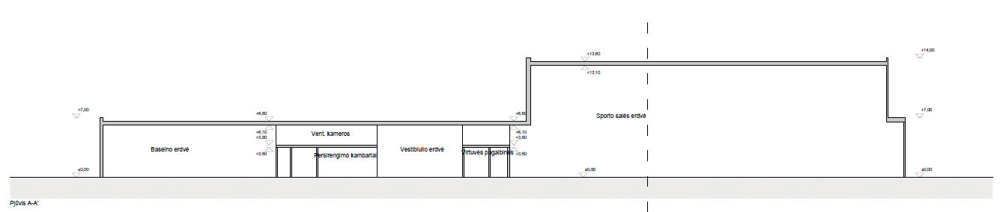 +14,00
+13,60
+13,10
+7,00
+6,60
+6,60
+7,00
Sporto salės erdvė
+6,10
+3,80
Vent. kameros
+6,10
+3,80
Baseino erdvė
Vestibiulio erdvė
+3,50
Persirengimo kambariai
Virtuvės pagalbinės
+3,50
±0,00
±0,00
±0,00
Pjūvis A-A'